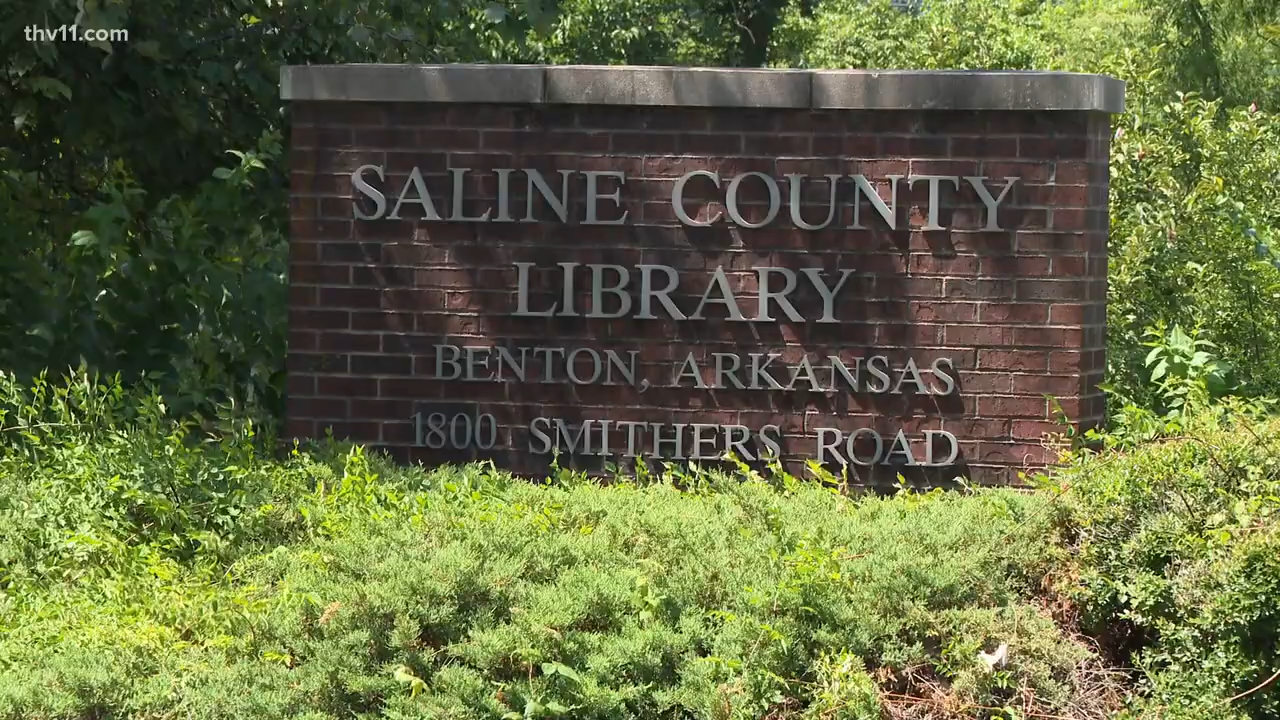 thv11.com
SALINE COUNTY
LIBRARY
BENTON, ARKANSAS
1800 SMITHERS ROAD